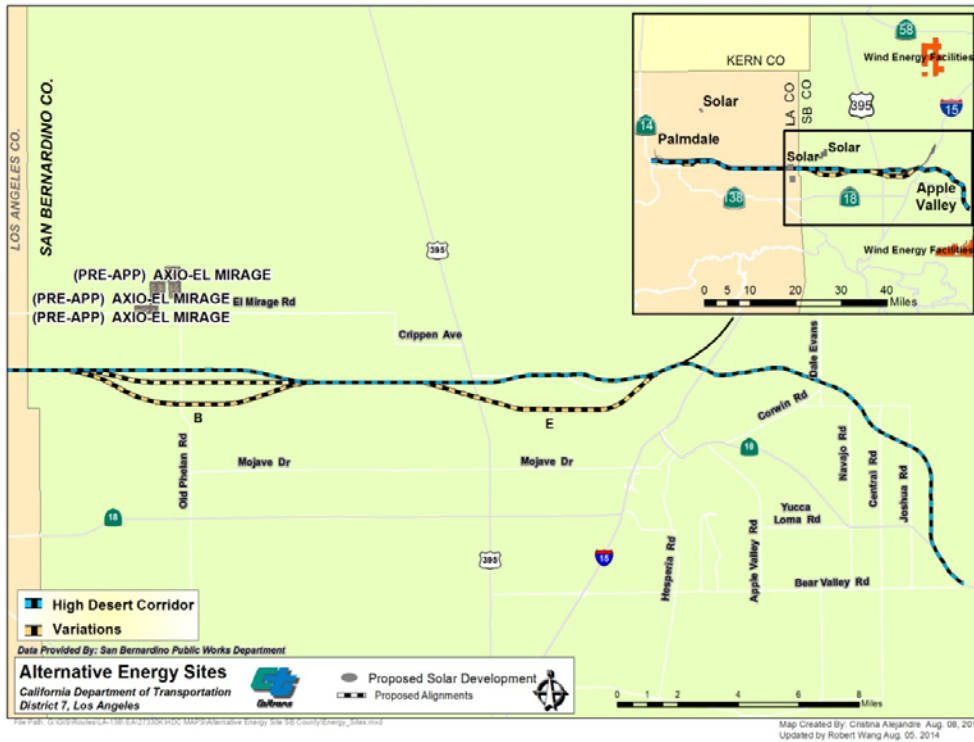 LOS ANGELES CO.
SAN BERNARDINO CO.
KERN CO
LA CO
SB CO
58
Wind Energy Facilities
395
15
Solar
14
Palmdale
Solar
Solar
138
18
Apple
Valley
Wind Energy Facilities
0 5 10 20 30 40
Miles
395
(PRE-APP) AXIO-EL MIRAGE
(PRE-APP) AXIO-EL MIRAGE
El Mirage Rd
(PRE-APP) AXIO-EL MIRAGE
Crippen Ave
Dale Evans
B
E
Corwin Rd
Old Phelan Rd
Mojave Dr
Mojave Dr
18
Navajo Rd
Central Rd
Joshua Rd
18
Yucca
Loma Rd
395
15
Hesperia Rd
Apple Valley Rd
Bear Valley Rd
High Desert Corridor
Variations
Data Provided By: San Bernardino Public Works Department
Alternative Energy Sites
California Department of Transportation
District 7, Los Angeles
Caltrans
Proposed Solar Development
Proposed Alignments
0 1 2 4 6 8
Miles
Map Created By: Cristina Alejandre Aug. 08, 201
Updated by Robert Wang Aug. 05. 2014